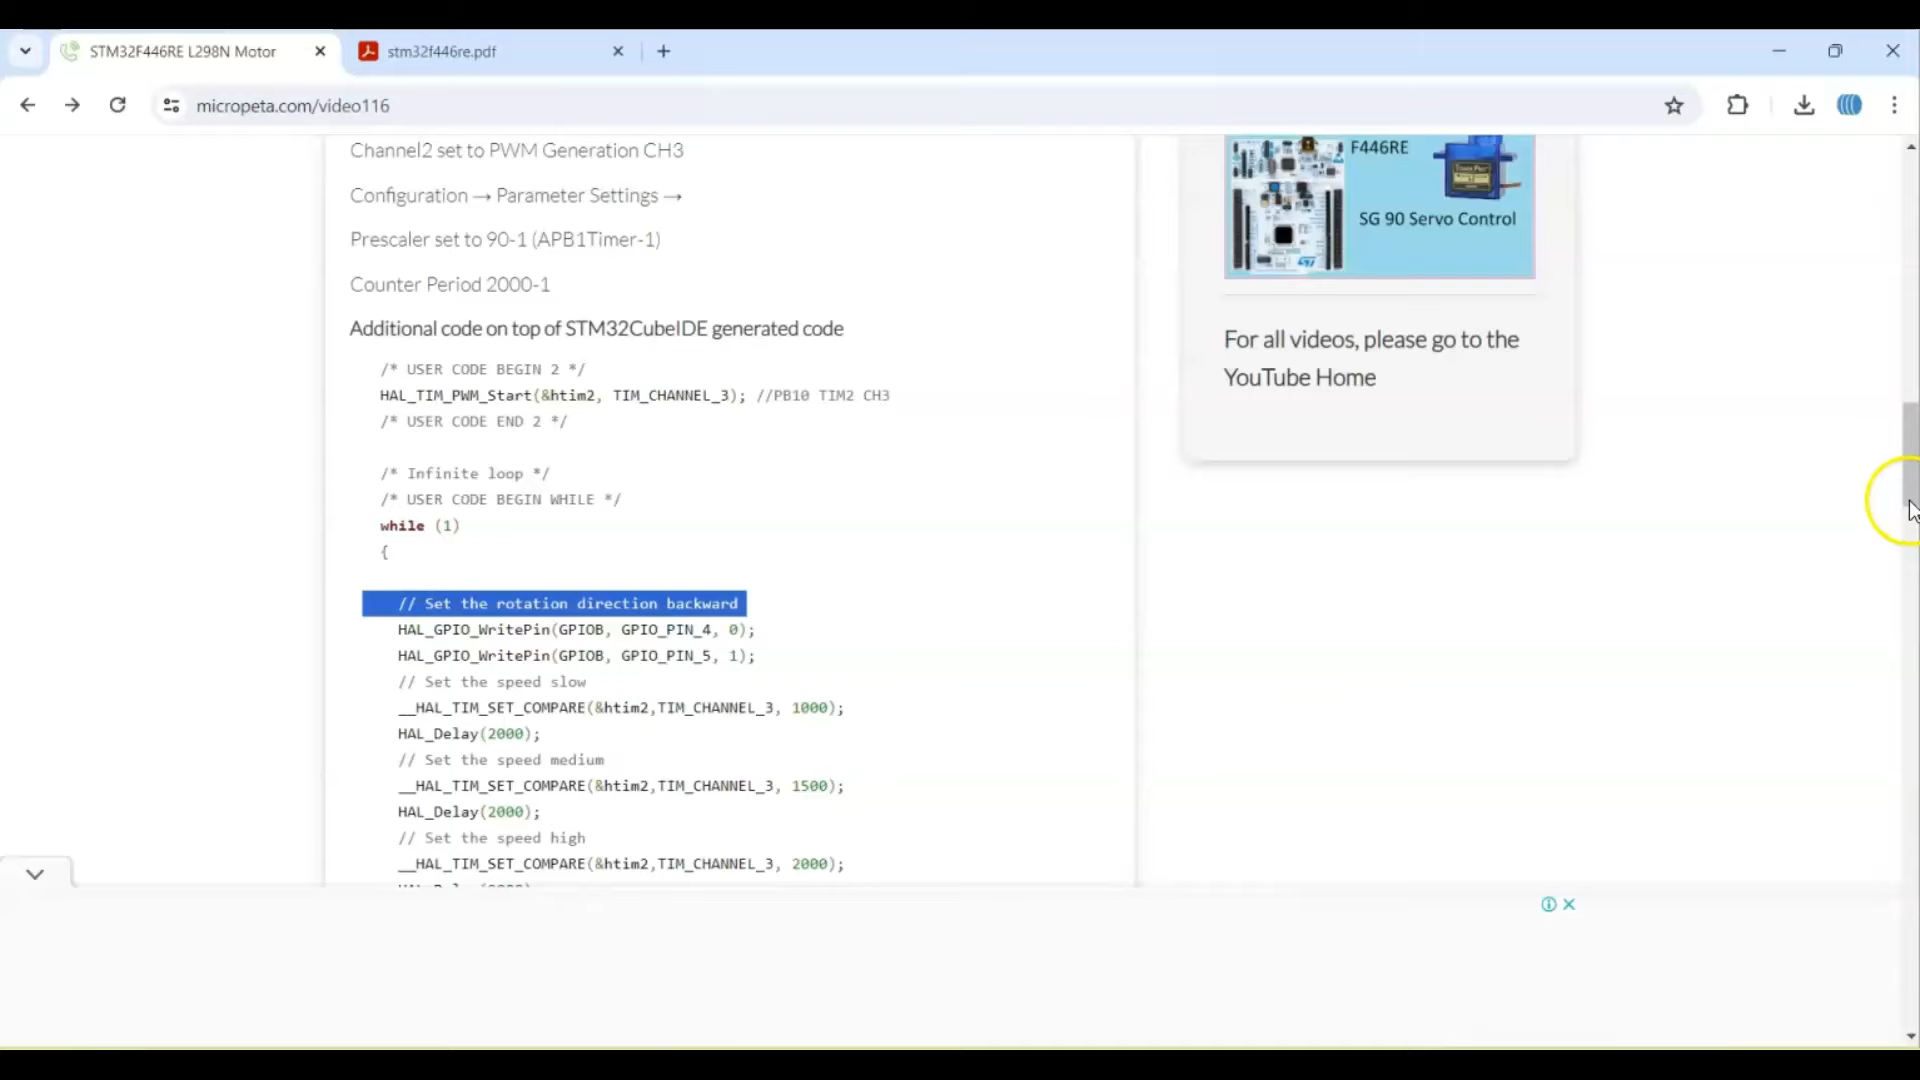 STM32F446RE L298N Motor
stm32f446re.pdf
micropeta.com/video116
Channel2 set to PWM Generation CH3
Configuration → Parameter Settings →
Prescaler set to 90-1 (APB1Timer-1)
Counter Period 2000-1
Additional code on top of STM32CubeIDE generated code
/* USER CODE BEGIN 2 */
HAL_TIM_PWM_Start(&htim2, TIM_CHANNEL_3); //PB10 TIM2 CH3
/* USER CODE END 2 */
/* Infinite loop */
/* USER CODE BEGIN WHILE */
while (1)
{
// Set the rotation direction backward
HAL_GPIO_WritePin(GPIOB, GPIO_PIN_4, 0);
HAL_GPIO_WritePin(GPIOB, GPIO_PIN_5, 1);
// Set the speed slow
__HAL_TIM_SET_COMPARE(&htim2,TIM_CHANNEL_3, 1000);
HAL_Delay(2000);
// Set the speed medium
__HAL_TIM_SET_COMPARE(&htim2,TIM_CHANNEL_3, 1500);
HAL_Delay(2000);
// Set the speed high
__HAL_TIM_SET_COMPARE(&htim2,TIM_CHANNEL_3, 2000);
F446RE
SG 90 Servo Control
For all videos, please go to the
YouTube Home